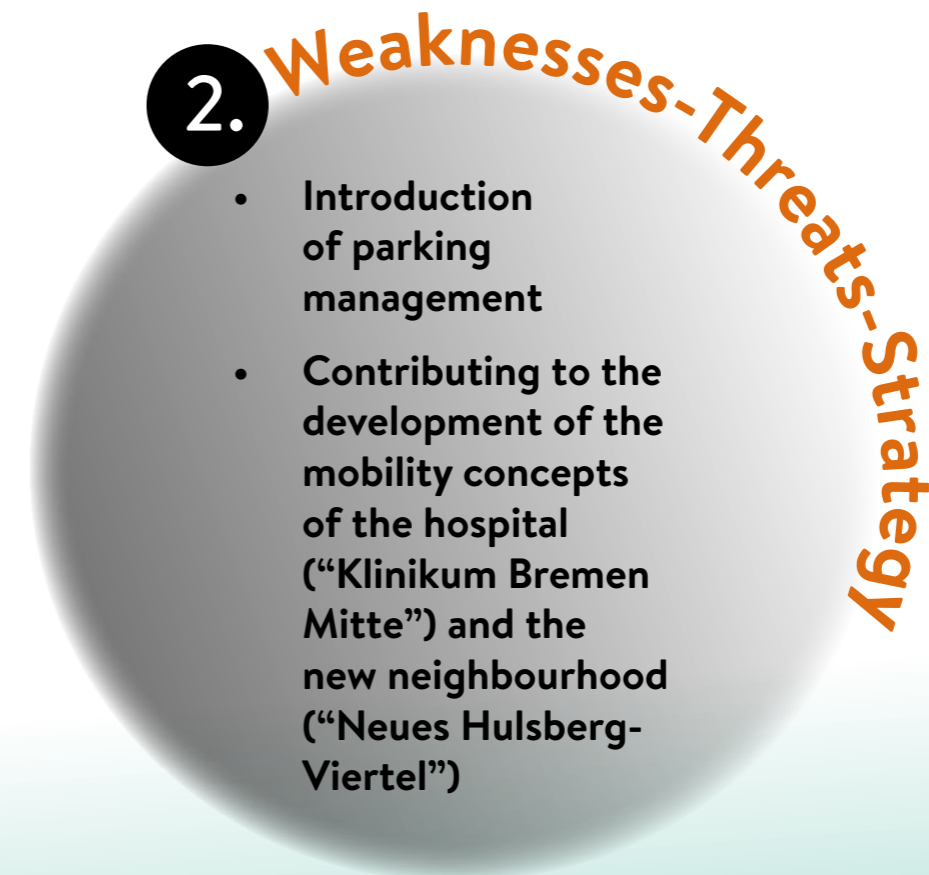 2.
Weaknesses-Threats-Strategy
• Introduction
of parking
management
• Contributing to the
development of the
mobility concepts
of the hospital
(“Klinikum Bremen
Mitte”) and the
new neighbourhood
(“Neues Hulsberg-
Viertel”)